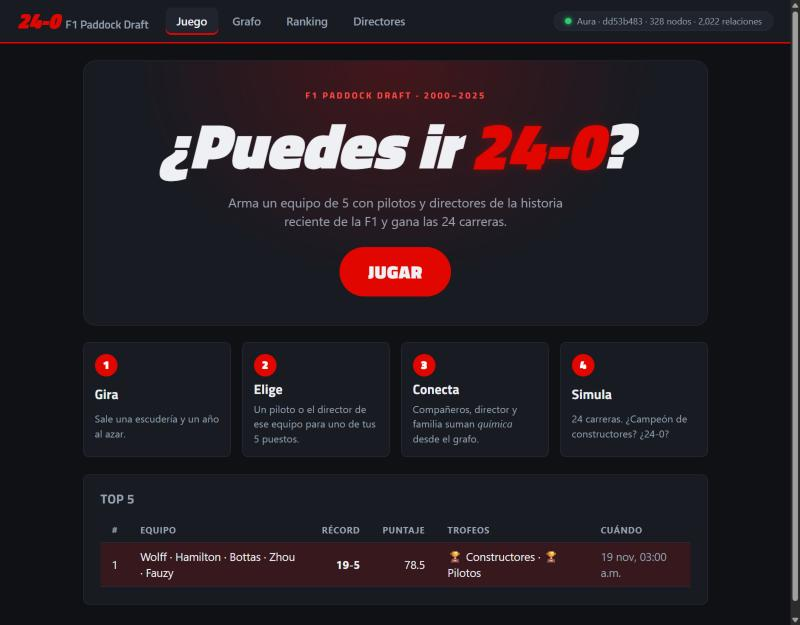 24-0 F1 Paddock Draft
Juego
Grafo
Ranking
Directores
Aura · dd53b483 · 328 nodos · 2,022 relaciones
F1 PADDOCK DRAFT · 2000–2025
¿Puedes ir 24-0?
Arma un equipo de 5 con pilotos y directores de la historia
reciente de la F1 y gana las 24 carreras.
JUGAR
1
Gira
Sale una escudería y un año
al azar.
2
Elige
Un piloto o el director de
ese equipo para uno de tus
5 puestos.
3
Conecta
Compañeros, director y
familia suman química
desde el grafo.
4
Simula
24 carreras. ¿Campeón de
constructores? ¿24-0?
TOP 5
# EQUIPO RÉCORD PUNTAJE TROFEOS CUÁNDO
1 Wolff · Hamilton · Bottas · Zhou 19-5 78.5 🏆 Constructores · 🏆 19 nov, 03:00
· Fauzy Pilotos a.m.